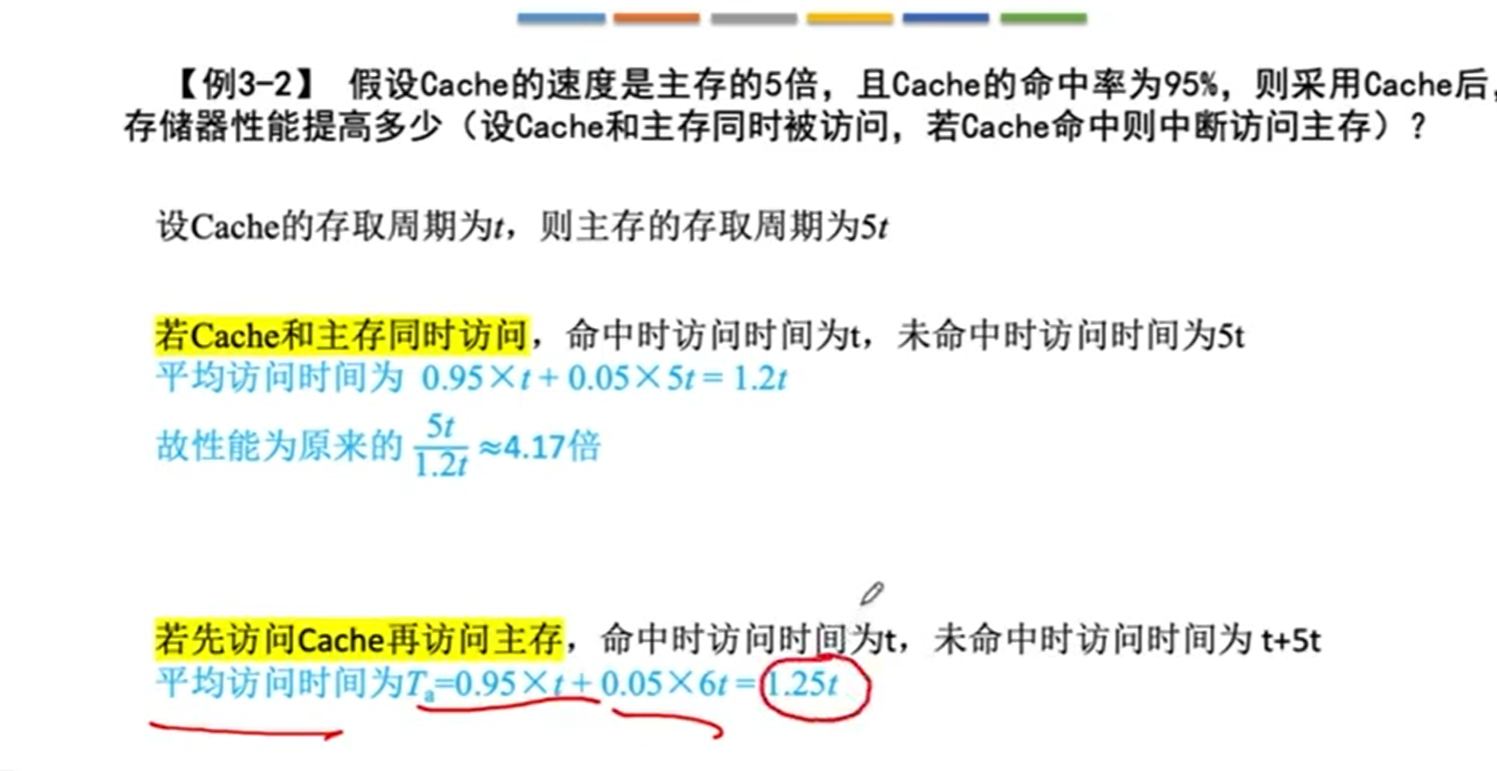 【例3-2】 假设Cache的速度是主存的5倍，且Cache的命中率为95%，则采用Cache后，
存储器性能提高多少（设Cache和主存同时被访问，若Cache命中则中断访问主存）？
设Cache的存取周期为t，则主存的存取周期为5t
若Cache和主存同时访问，命中时访问时间为t，未命中时访问时间为5t
平均访问时间为 0.95×t + 0.05×5t = 1.2t
故性能为原来的 5t/1.2t ≈4.17倍
若先访问Cache再访问主存，命中时访问时间为t，未命中时访问时间为 t+5t
平均访问时间为Ta=0.95×t + 0.05×6t = 1.25t